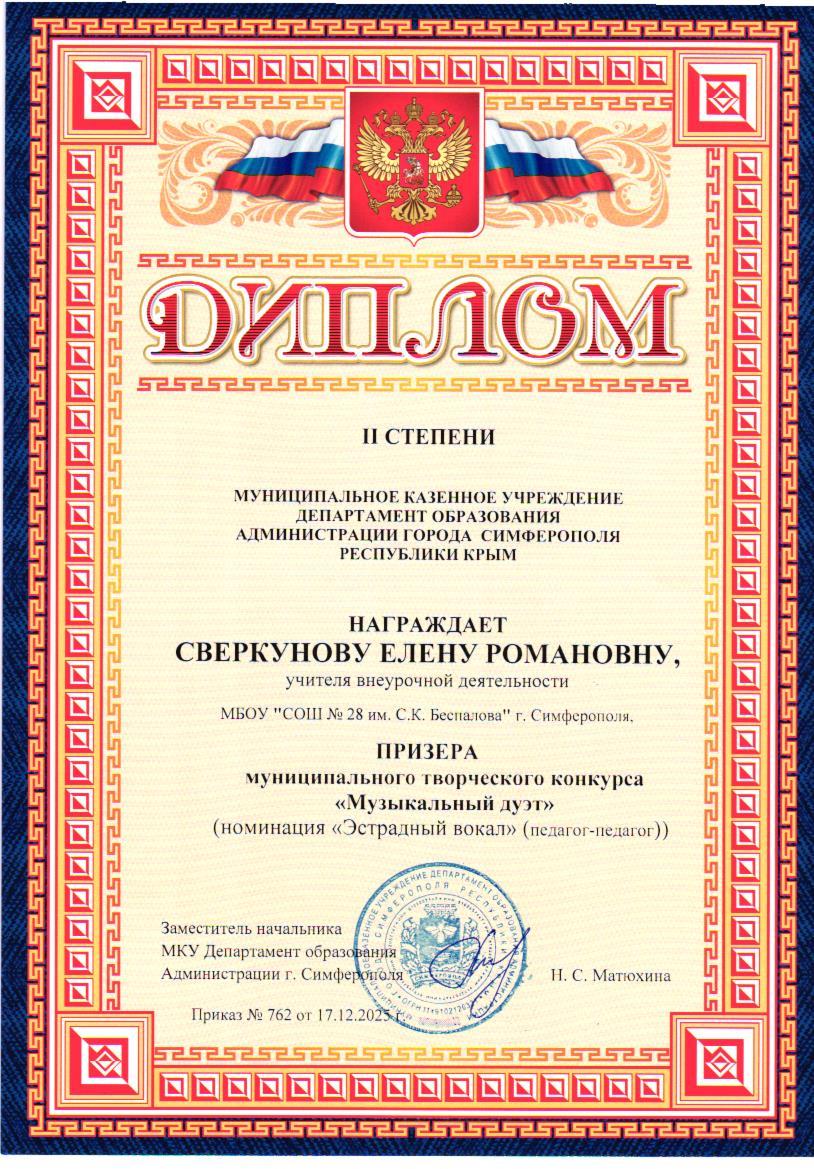 ДИПЛОМ
II СТЕПЕНИ
МУНИЦИПАЛЬНОЕ КАЗЕННОЕ УЧРЕЖДЕНИЕ
ДЕПАРТАМЕНТ ОБРАЗОВАНИЯ
АДМИНИСТРАЦИИ ГОРОДА СИМФЕРОПОЛЯ
РЕСПУБЛИКИ КРЫМ
НАГРАЖДАЕТ
СВЕРКУНОВУ ЕЛЕНУ РОМАНОВНУ,
учителя внеурочной деятельности
МБОУ "СОШ № 28 им. С.К. Беспалова" г. Симферополя,
ПРИЗЕРА
муниципального творческого конкурса
«Музыкальный дуэт»
(номинация «Эстрадный вокал» (педагог-педагог))
Заместитель начальника
МКУ Департамент образования
Администрации г. Симферополя Н. С. Матюхина
Приказ № 762 от 17.12.2025 г.